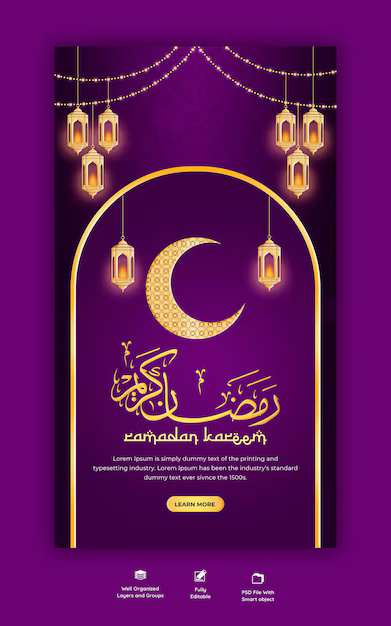 رمضان كريم
ramadan kareem
Lorem Ipsum is simply dummy text of the
printing and typesetting industry. Lorem Ipsum
has been the industry's standard dummy text
ever since the 1500s.
LEARN MORE
Well Organized
Layers and Groups
Fully
Editable
PSD File With
Smart object